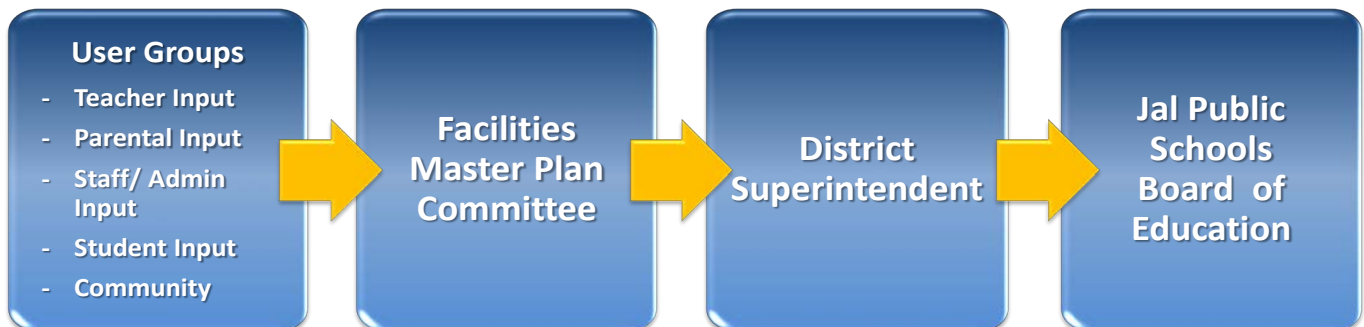 User Groups
- Teacher Input
- Parental Input
- Staff/ Admin
Input
- Student Input
- Community
Facilities
Master Plan
Committee
District
Superintendent
Jal Public
Schools
Board of
Education